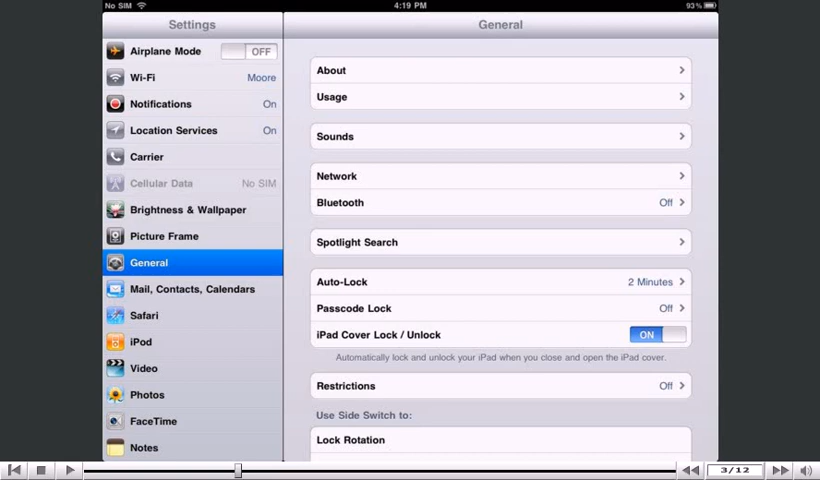 No SIM 4:19 PM 93%
Settings
General
Airplane Mode OFF
Wi-Fi Moore
Notifications On
Location Services On
Carrier
Cellular Data No SIM
Brightness & Wallpaper
Picture Frame
General
Mail, Contacts, Calendars
Safari
iPod
Video
Photos
FaceTime
Notes
About
Usage
Sounds
Network
Bluetooth Off
Spotlight Search
Auto-Lock 2 Minutes
Passcode Lock Off
iPad Cover Lock / Unlock ON
Automatically lock and unlock your iPad when you close and open the iPad cover.
Restrictions Off
Use Side Switch to:
Lock Rotation
3/12